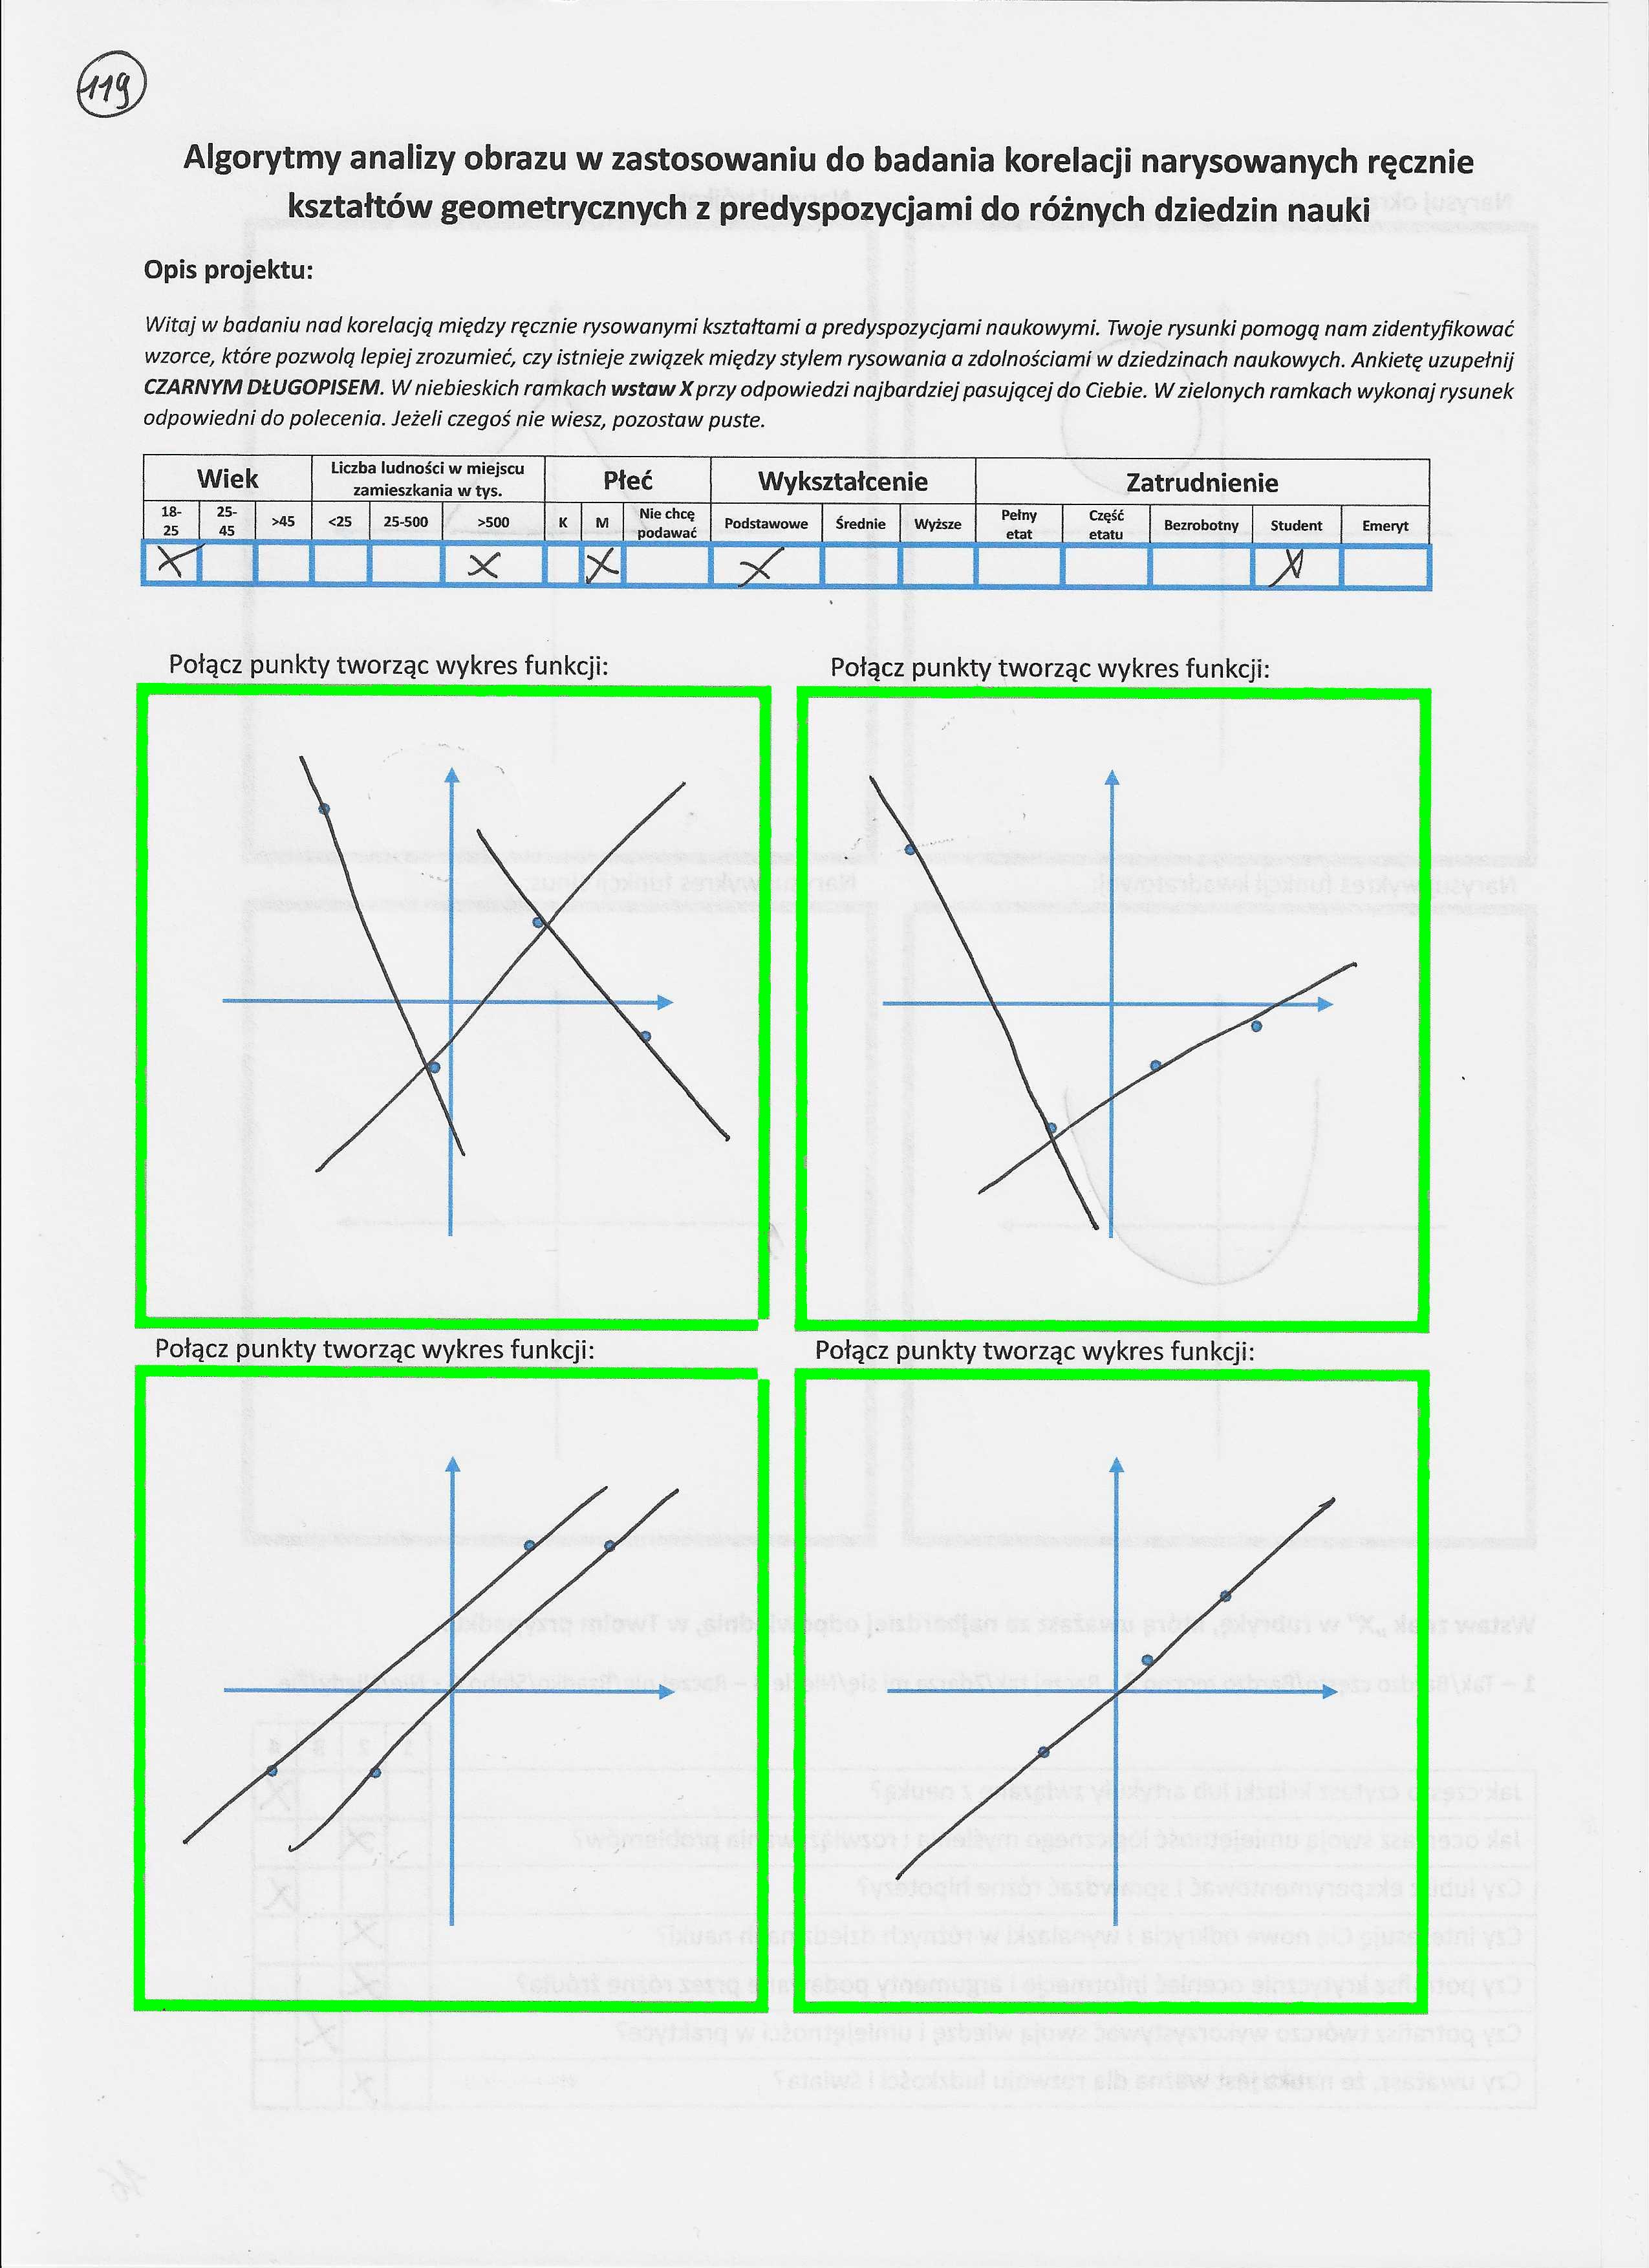 119
Algorytmy analizy obrazu w zastosowaniu do badania korelacji narysowanych ręcznie
kształtów geometrycznych z predyspozycjami do różnych dziedzin nauki
Opis projektu:
Witaj w badaniu nad korelacją między ręcznie rysowanymi kształtami a predyspozycjami naukowymi. Twoje rysunki pomogą nam zidentyfikować
wzorce, które pozwolą lepiej zrozumieć, czy istnieje związek między stylem rysowania a zdolnościami w dziedzinach naukowych. Ankietę uzupełnij
CZARNYM DŁUGOPISEM. W niebieskich ramkach wstaw X przy odpowiedzi najbardziej pasującej do Ciebie. W zielonych ramkach wykonaj rysunek
odpowiedni do polecenia. Jeżeli czegoś nie wiesz, pozostaw puste.
Wiek Liczba ludności w miejscu zamieszkania w tys. Płeć Wykształcenie Zatrudnienie
18-25 25-45 >45 <25 25-500 >500 K M Nie chcę podawać Podstawowe Średnie Wyższe Pełny etat Część etatu Bezrobotny Student Emeryt
X X X X X
Połącz punkty tworząc wykres funkcji: Połącz punkty tworząc wykres funkcji:
Połącz punkty tworząc wykres funkcji: Połącz punkty tworząc wykres funkcji: